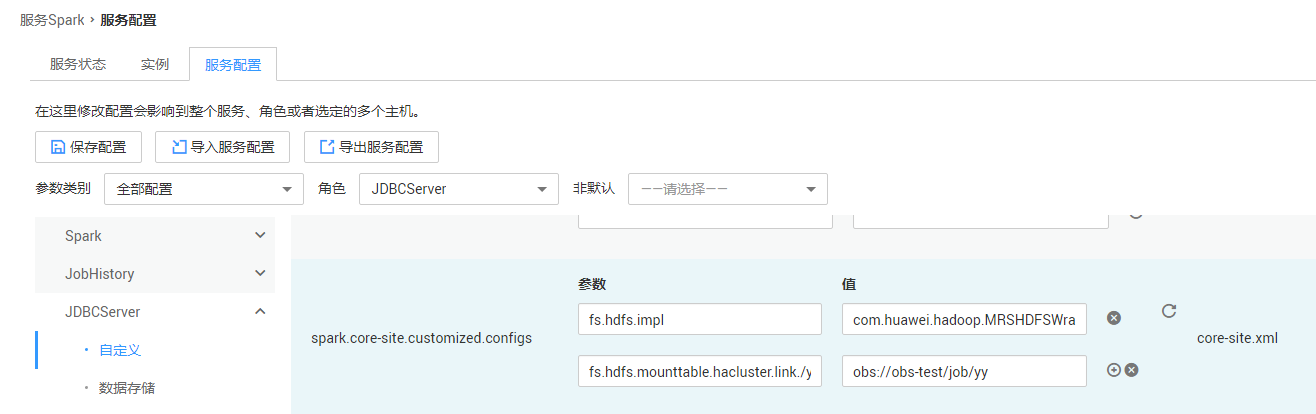 服务Spark › 服务配置
服务状态 实例 服务配置
在这里修改配置会影响到整个服务、角色或者选定的多个主机。
保存配置 导入服务配置 导出服务配置
参数类别 全部配置 角色 JDBCServer 非默认 ——请选择——
Spark
JobHistory
JDBCServer
· 自定义
· 数据存储
参数 值
fs.hdfs.impl com.huawei.hadoop.MRSHDFSWra
spark.core-site.customized.configs core-site.xml
fs.hdfs.mounttable.hacluster.link./y obs://obs-test/job/yy